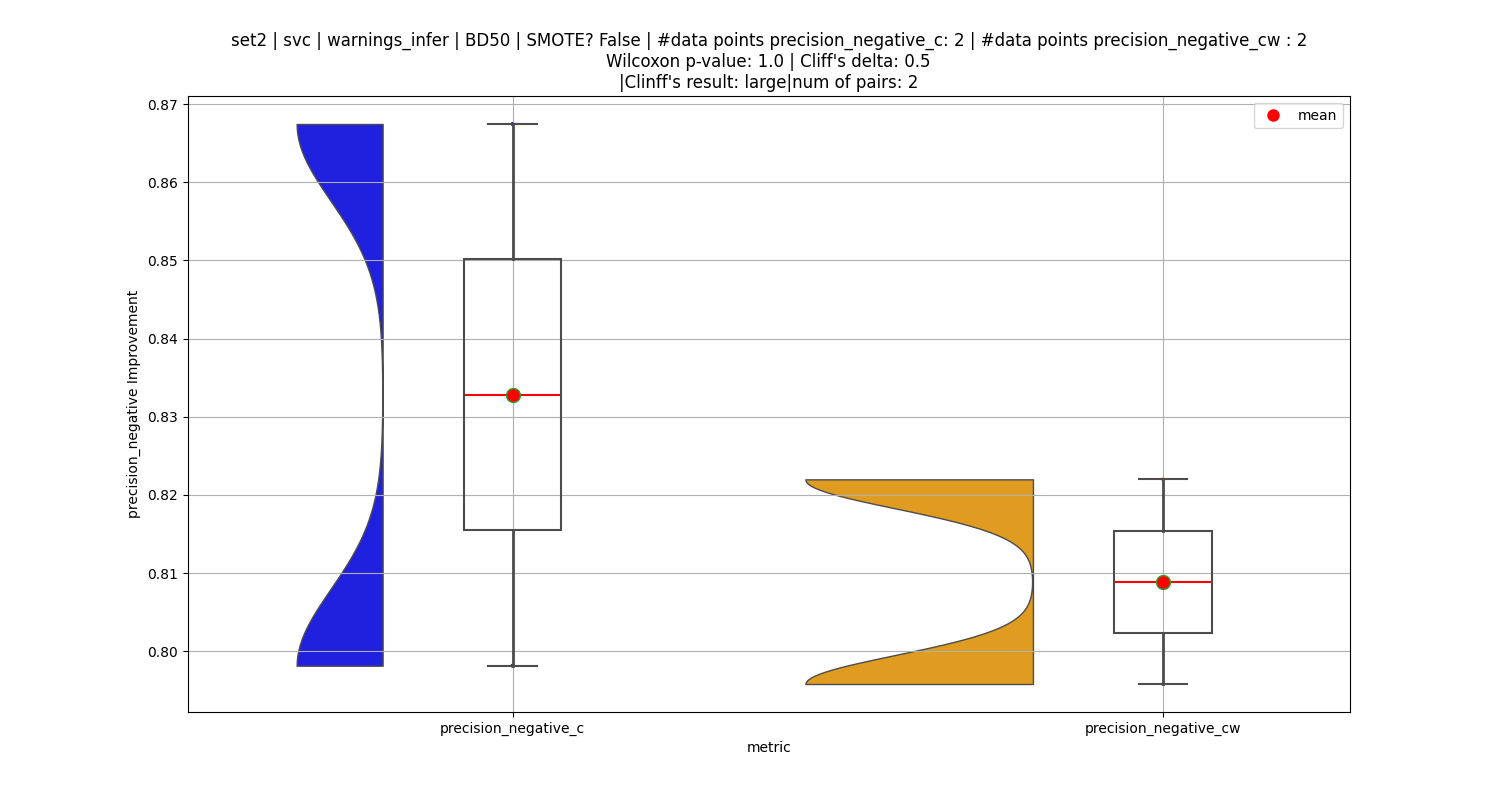 set2 | svc | warnings_infer | BD50 | SMOTE? False | #data points precision_negative_c: 2 | #data points precision_negative_cw : 2
Wilcoxon p-value: 1.0 | Cliff's delta: 0.5
|Clinff's result: large|num of pairs: 2
mean
0.87
0.86
0.85
0.84
0.83
0.82
0.81
0.80
precision_negative Improvement
precision_negative_c
precision_negative_cw
metric